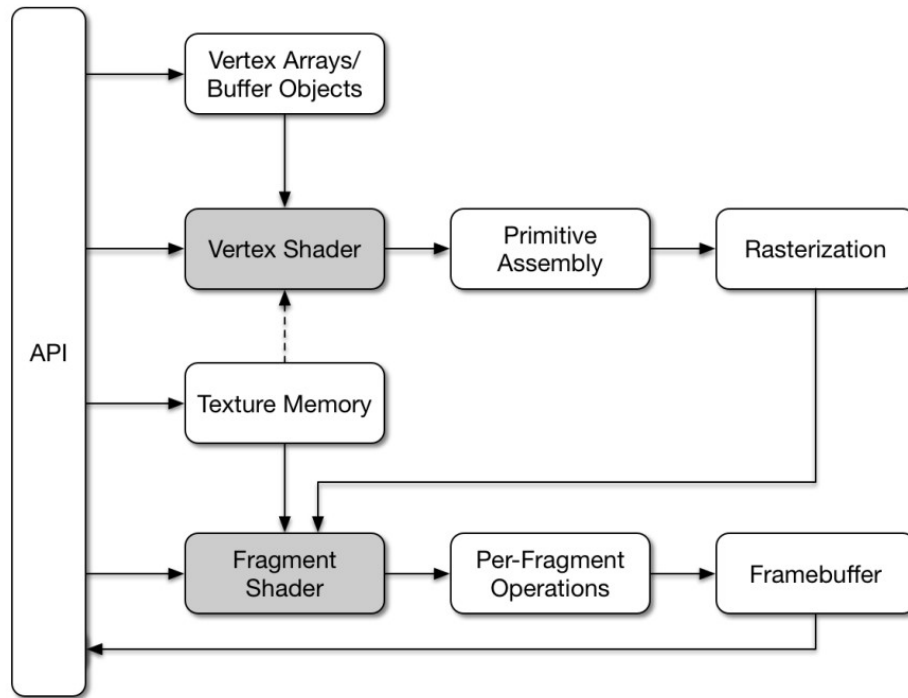 Vertex Arrays/
Buffer Objects
Vertex Shader
Primitive
Assembly
Rasterization
API
Texture Memory
Fragment
Shader
Per-Fragment
Operations
Framebuffer